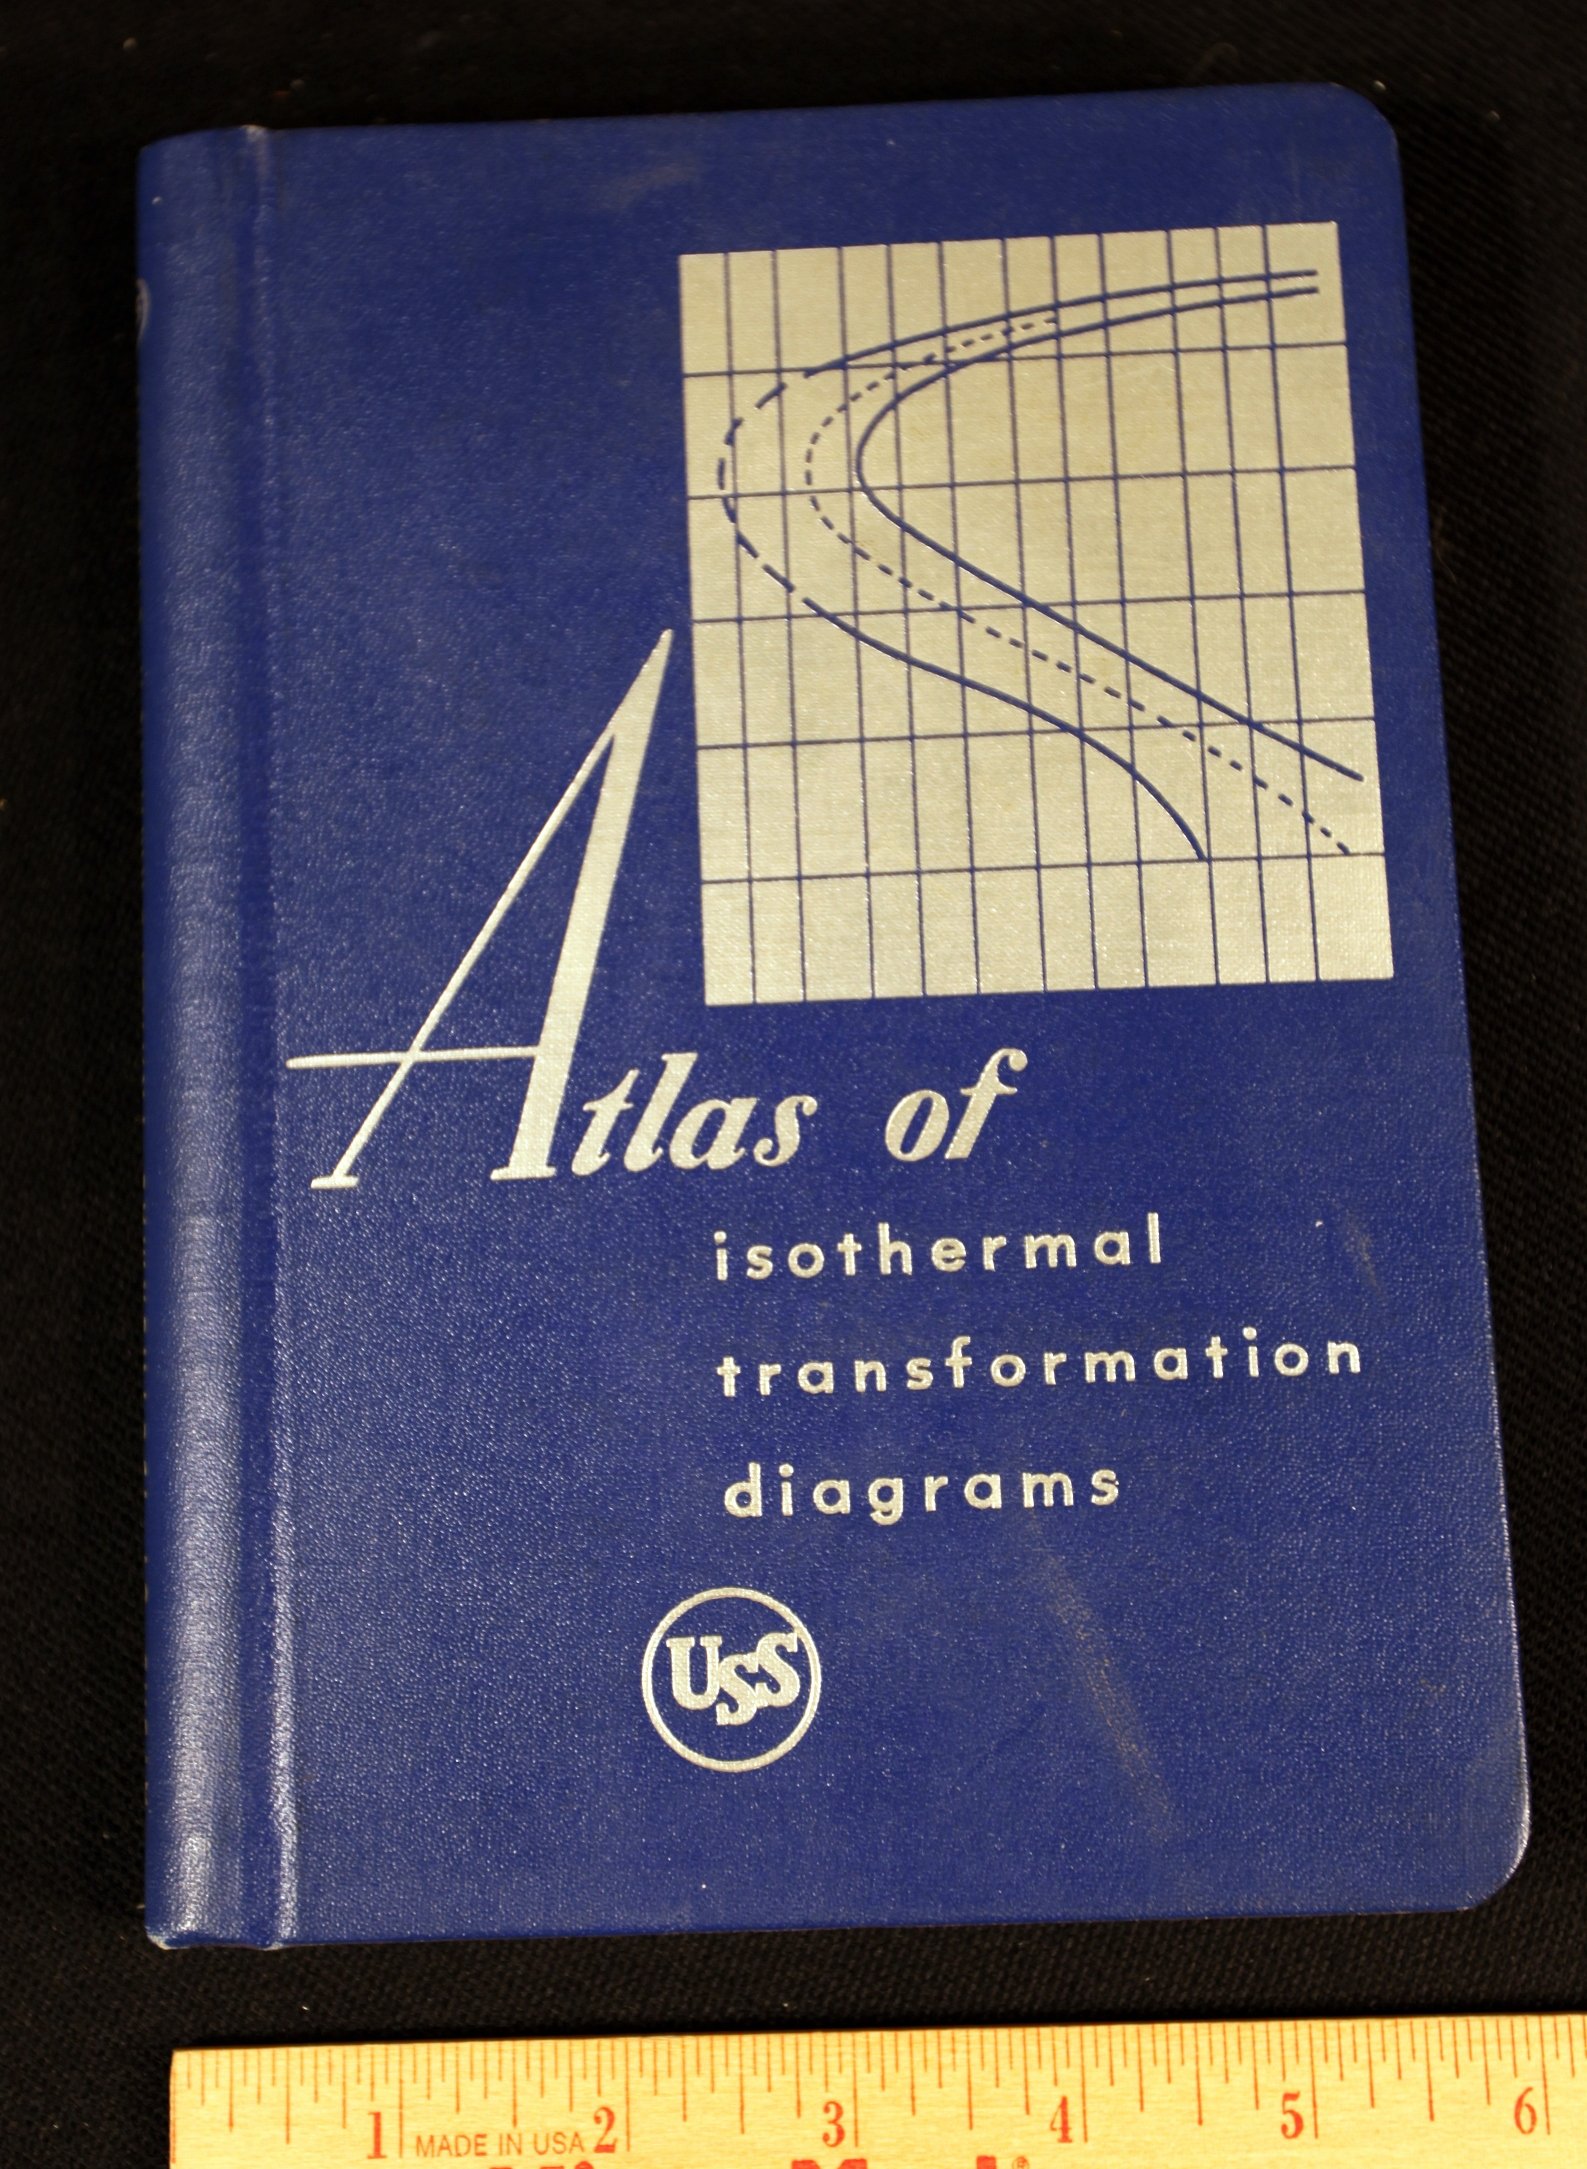 Atlas of
isothermal
transformation
diagrams
USS
1 MADE IN USA 2 3 4 5 6